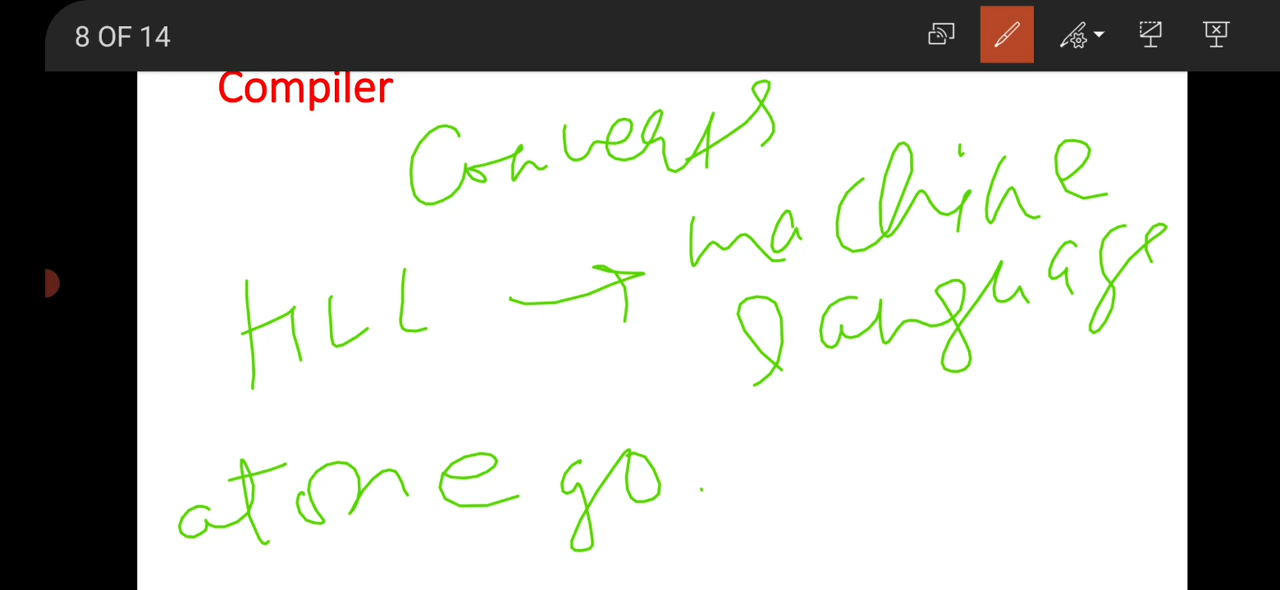 8 OF 14
Compiler
Converts
HLL → machine
language
at one go.